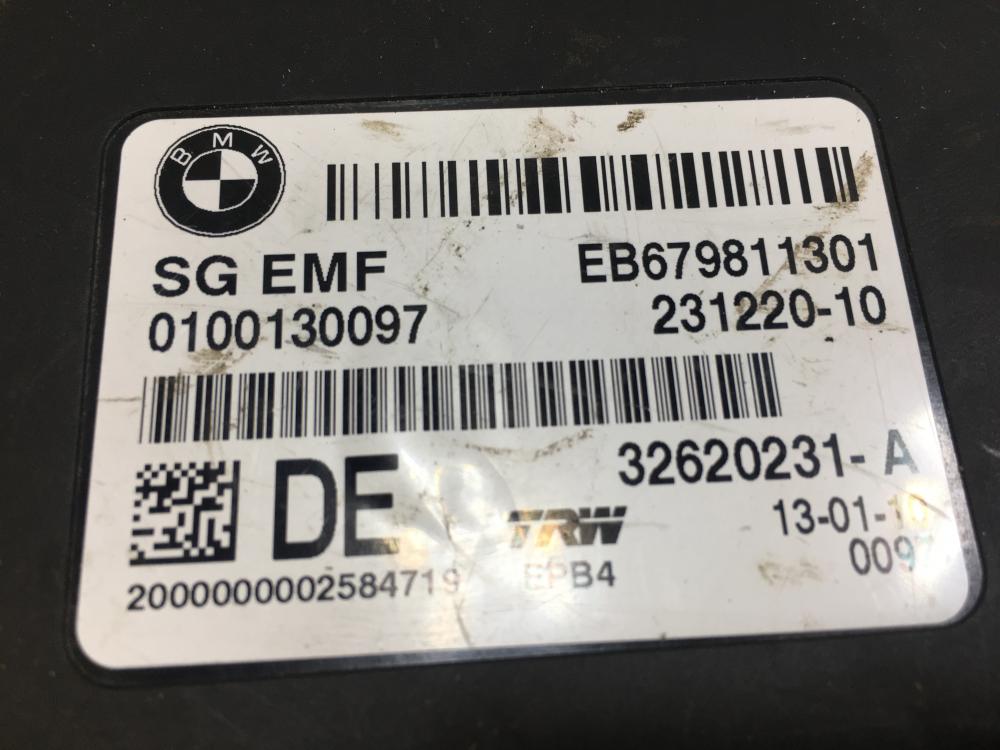 BMW
SG EMF
EB679811301
0100130097
231220-10
32620231- A
DE
TRW
13-01-10
EPB4
0097
2000000002584719